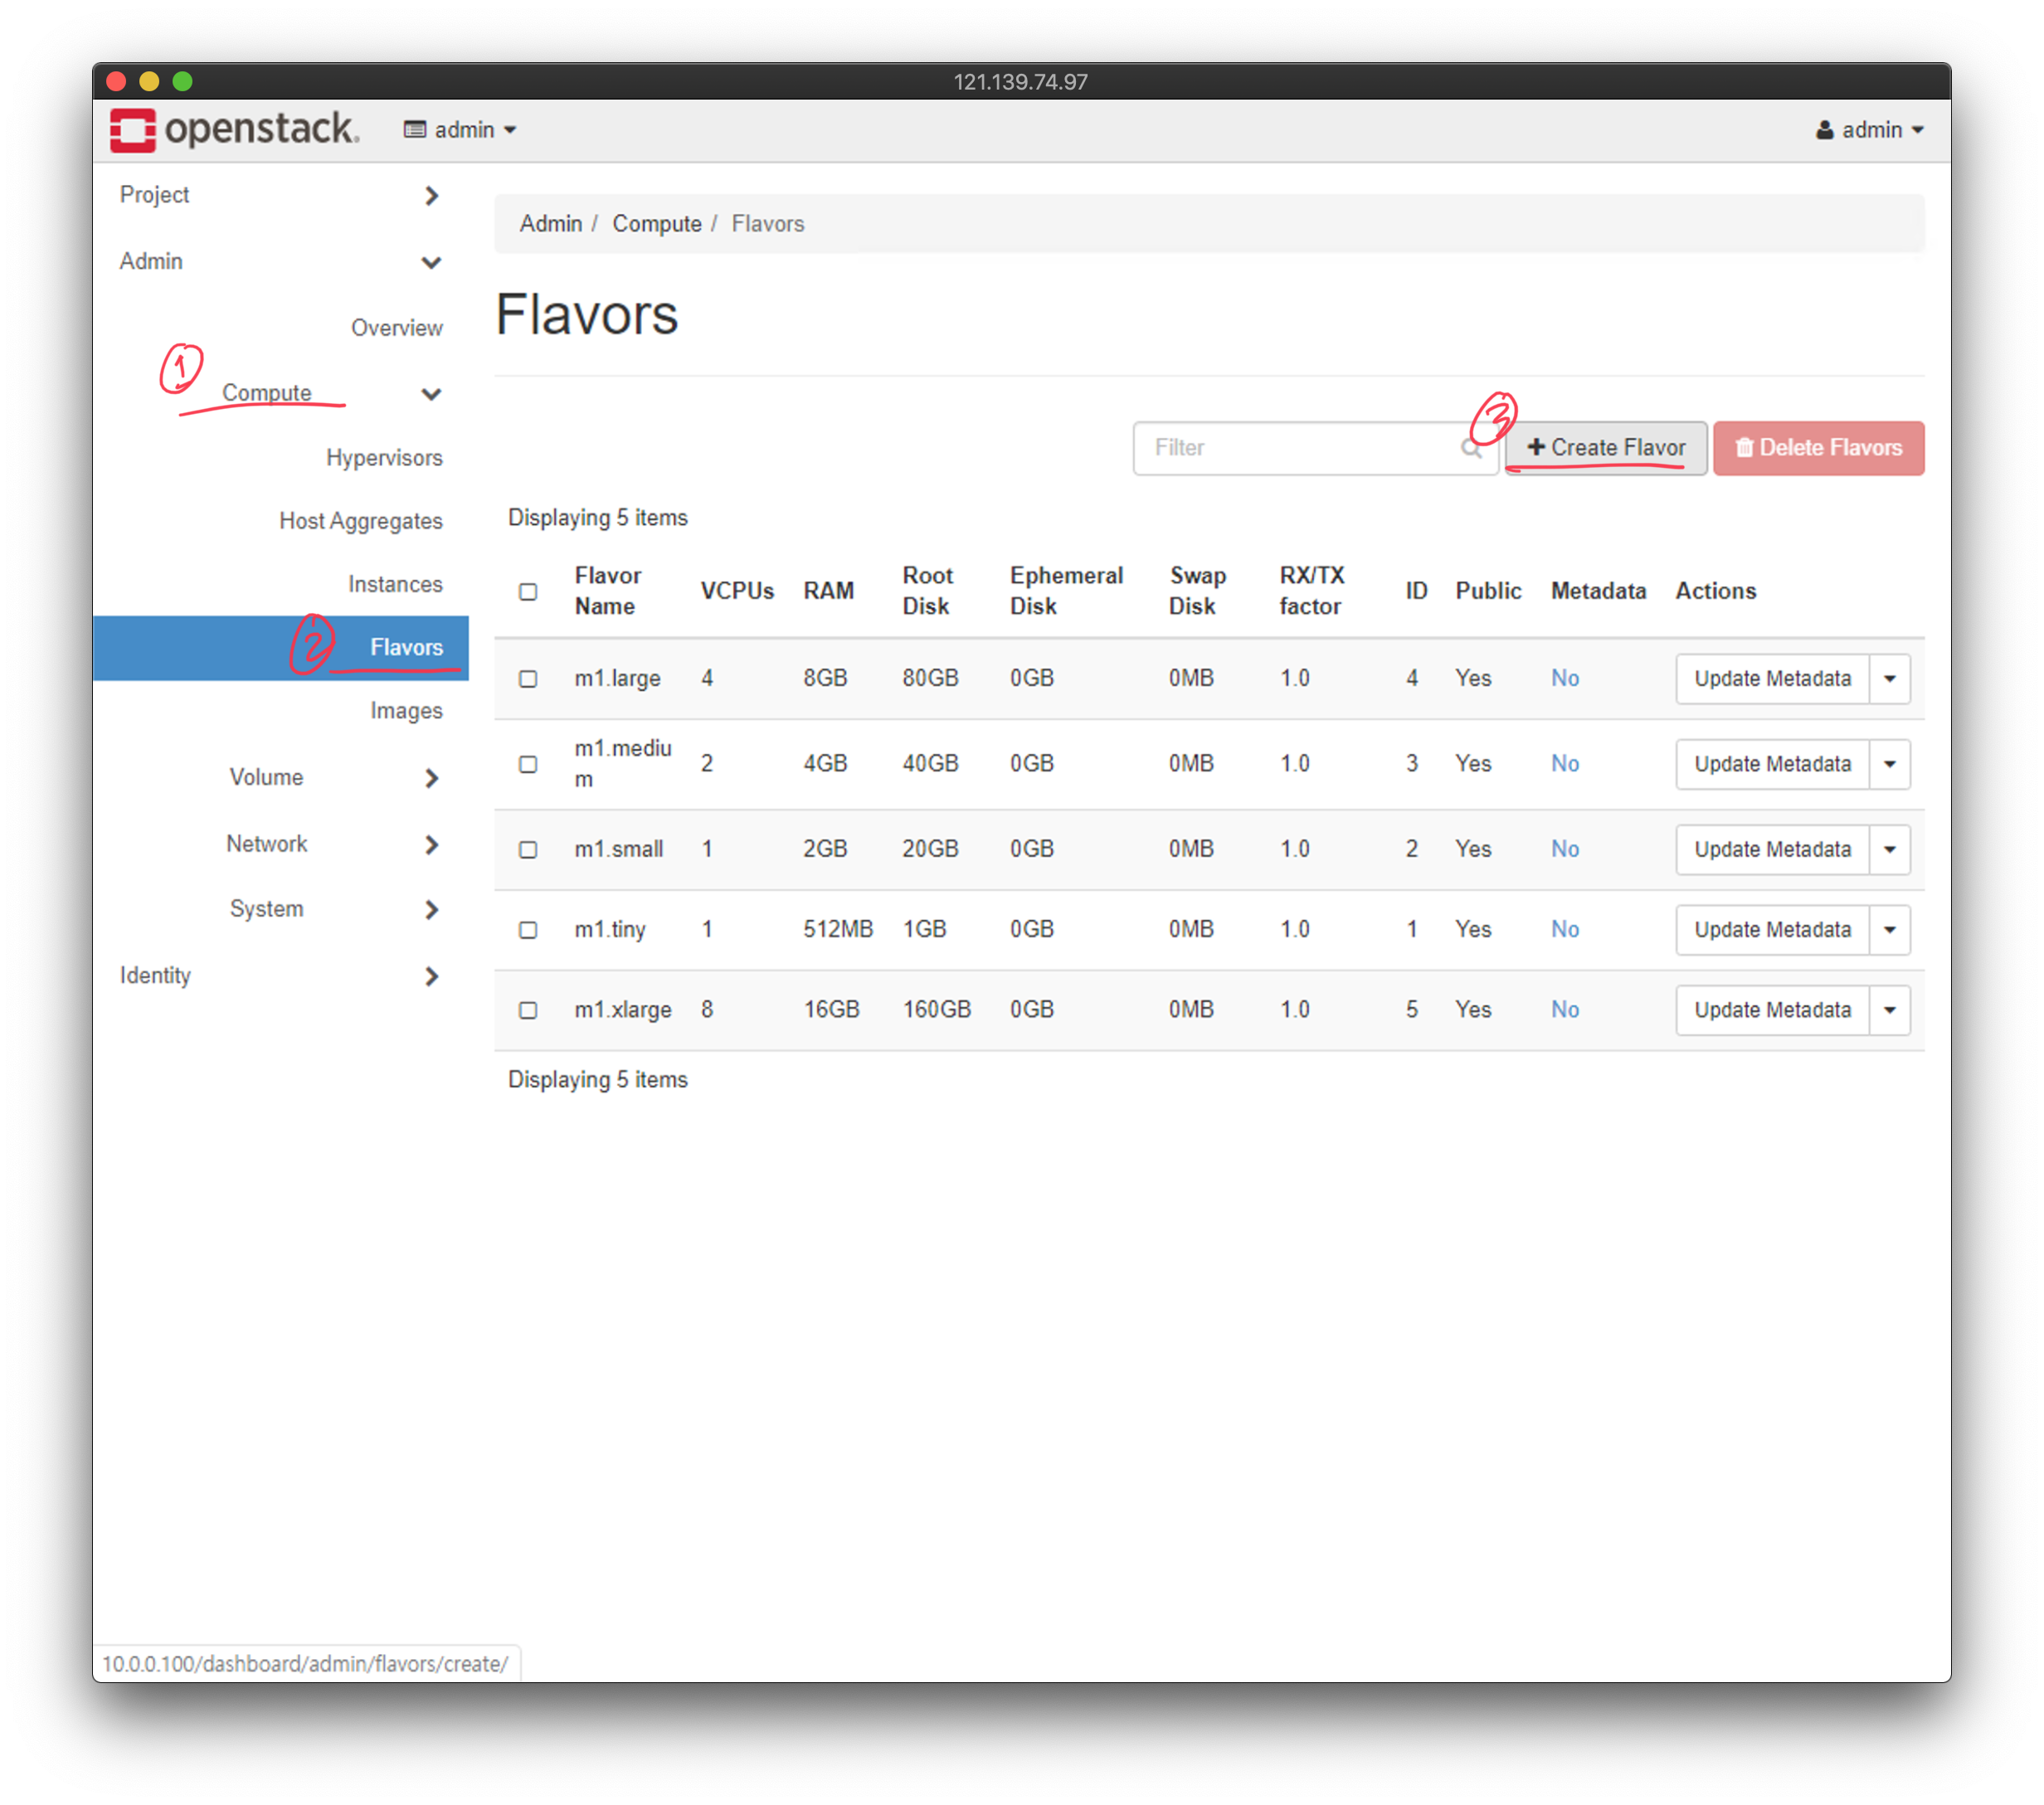 121.139.74.97
openstack. admin admin
Project
Admin
Overview
① Compute
Hypervisors
Host Aggregates
Instances
② Flavors
Images
Volume
Network
System
Identity
Admin / Compute / Flavors
Flavors
Filter ③ + Create Flavor Delete Flavors
Displaying 5 items
Flavor Name VCPUs RAM Root Disk Ephemeral Disk Swap Disk RX/TX factor ID Public Metadata Actions
m1.large 4 8GB 80GB 0GB 0MB 1.0 4 Yes No Update Metadata
m1.mediu
m 2 4GB 40GB 0GB 0MB 1.0 3 Yes No Update Metadata
m1.small 1 2GB 20GB 0GB 0MB 1.0 2 Yes No Update Metadata
m1.tiny 1 512MB 1GB 0GB 0MB 1.0 1 Yes No Update Metadata
m1.xlarge 8 16GB 160GB 0GB 0MB 1.0 5 Yes No Update Metadata
Displaying 5 items
10.0.0.100/dashboard/admin/flavors/create/